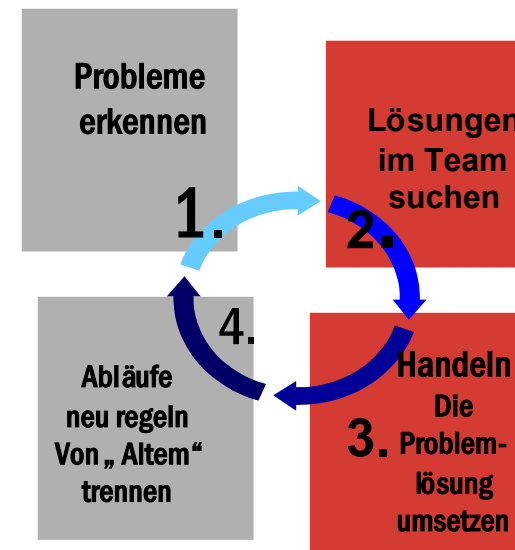 Probleme
erkennen
1.
Lösungen
im Team
suchen
2.
Handeln
Die
Problem-
lösung
umsetzen
3.
4.
Abläufe
neu regeln
Von „ Altem“
trennen